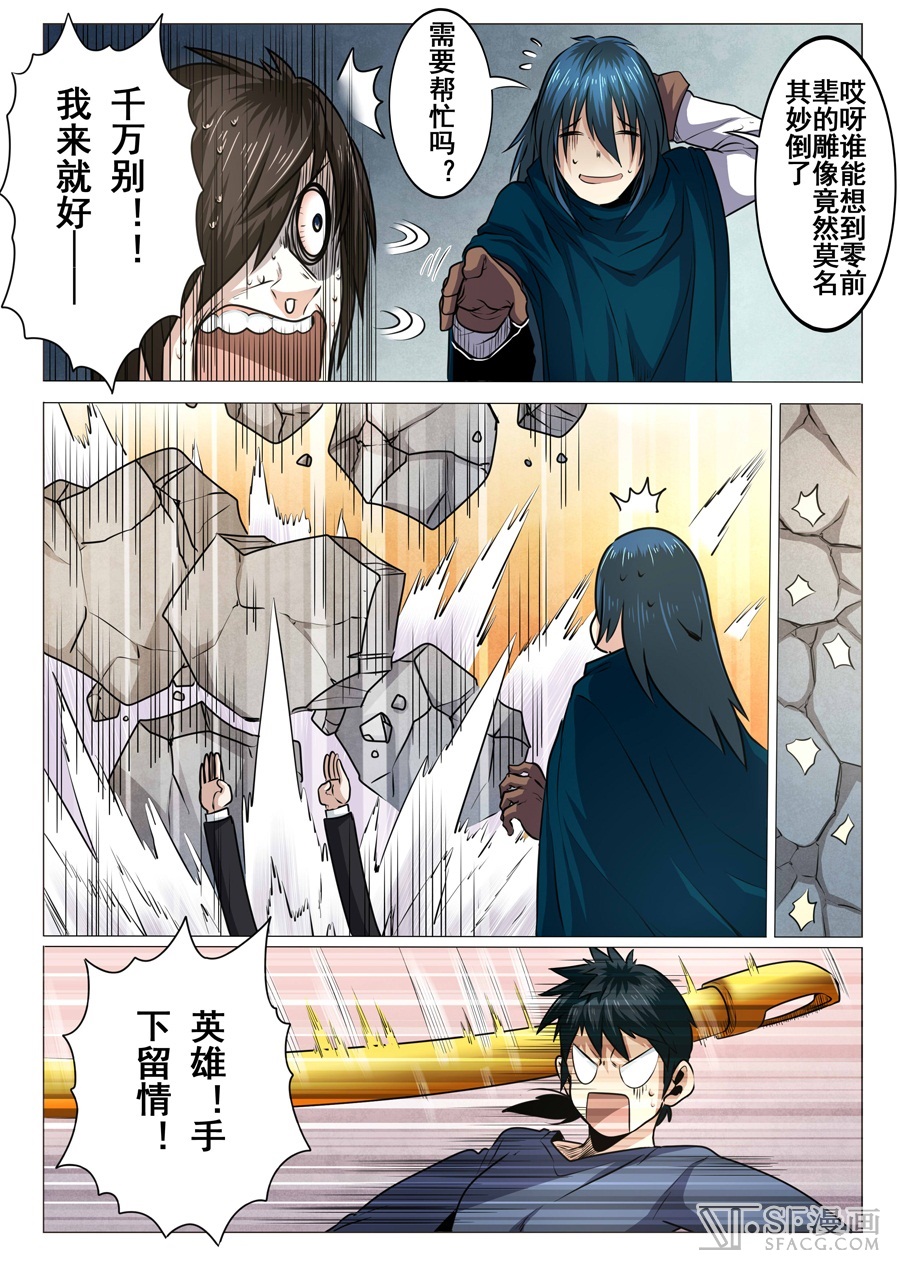 哎呀谁能想到零前
辈的雕像竟然莫名
其妙倒了
需要帮忙吗？
千万别！！
我来就好——
英雄！手
下留情！
SF漫画
SFACG.COM